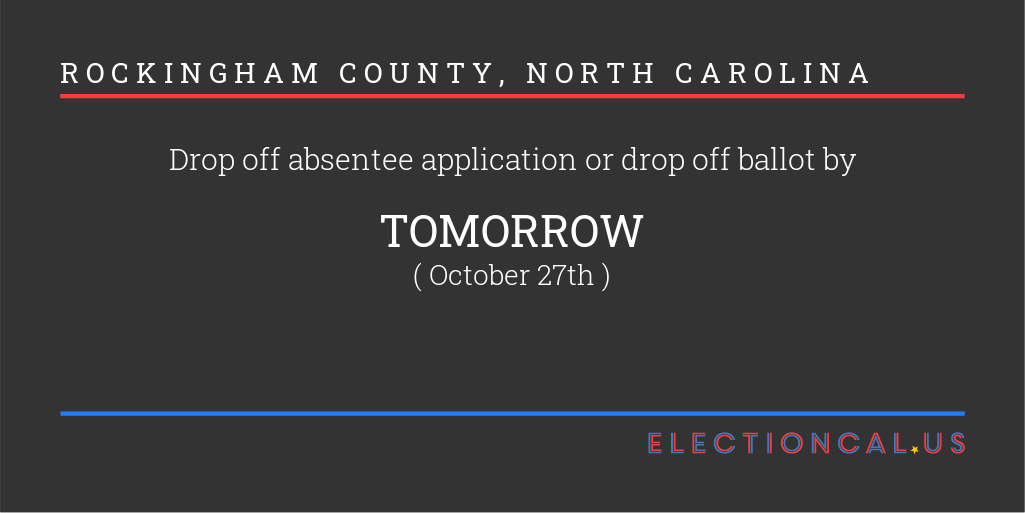 ROCKINGHAM COUNTY, NORTH CAROLINA
Drop off absentee application or drop off ballot by
TOMORROW
( October 27th )
ELECTIONCAL.US